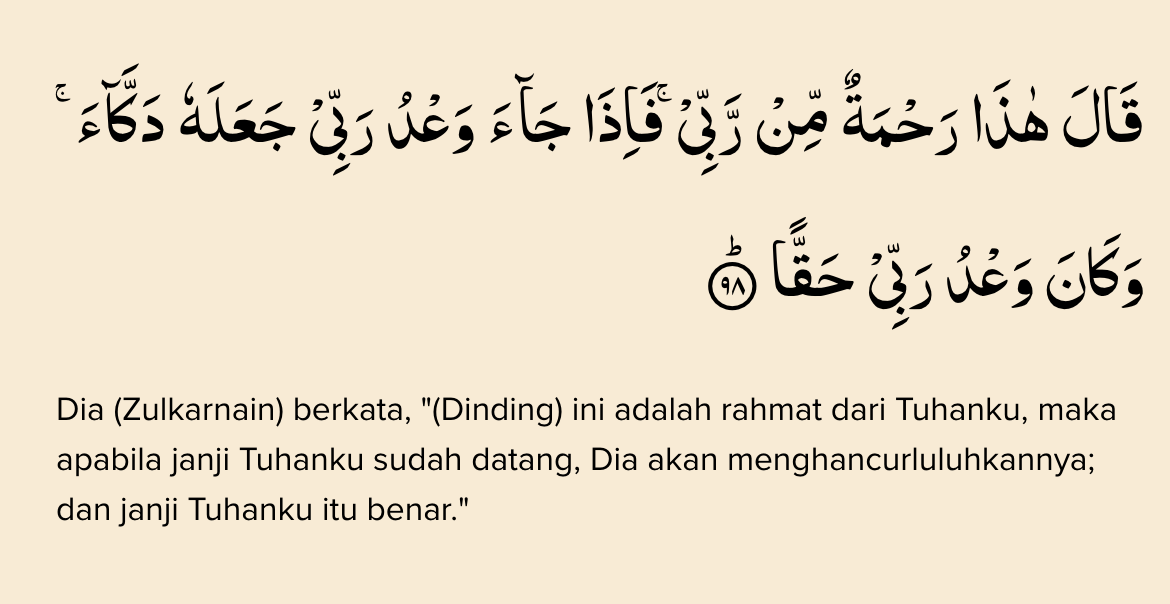 قَالَ هٰذَا رَحْمَةٌ مِّنْ رَّبِّيْۚ فَاِذَا جَاۤءَ وَعْدُ رَبِّيْ جَعَلَهٗ دَكَّاۤءَۚ
وَكَانَ وَعْدُ رَبِّيْ حَقًّا ۗ ٩٨
Dia (Zulkarnain) berkata, "(Dinding) ini adalah rahmat dari Tuhanku, maka
apabila janji Tuhanku sudah datang, Dia akan menghancurluluhkannya;
dan janji Tuhanku itu benar."